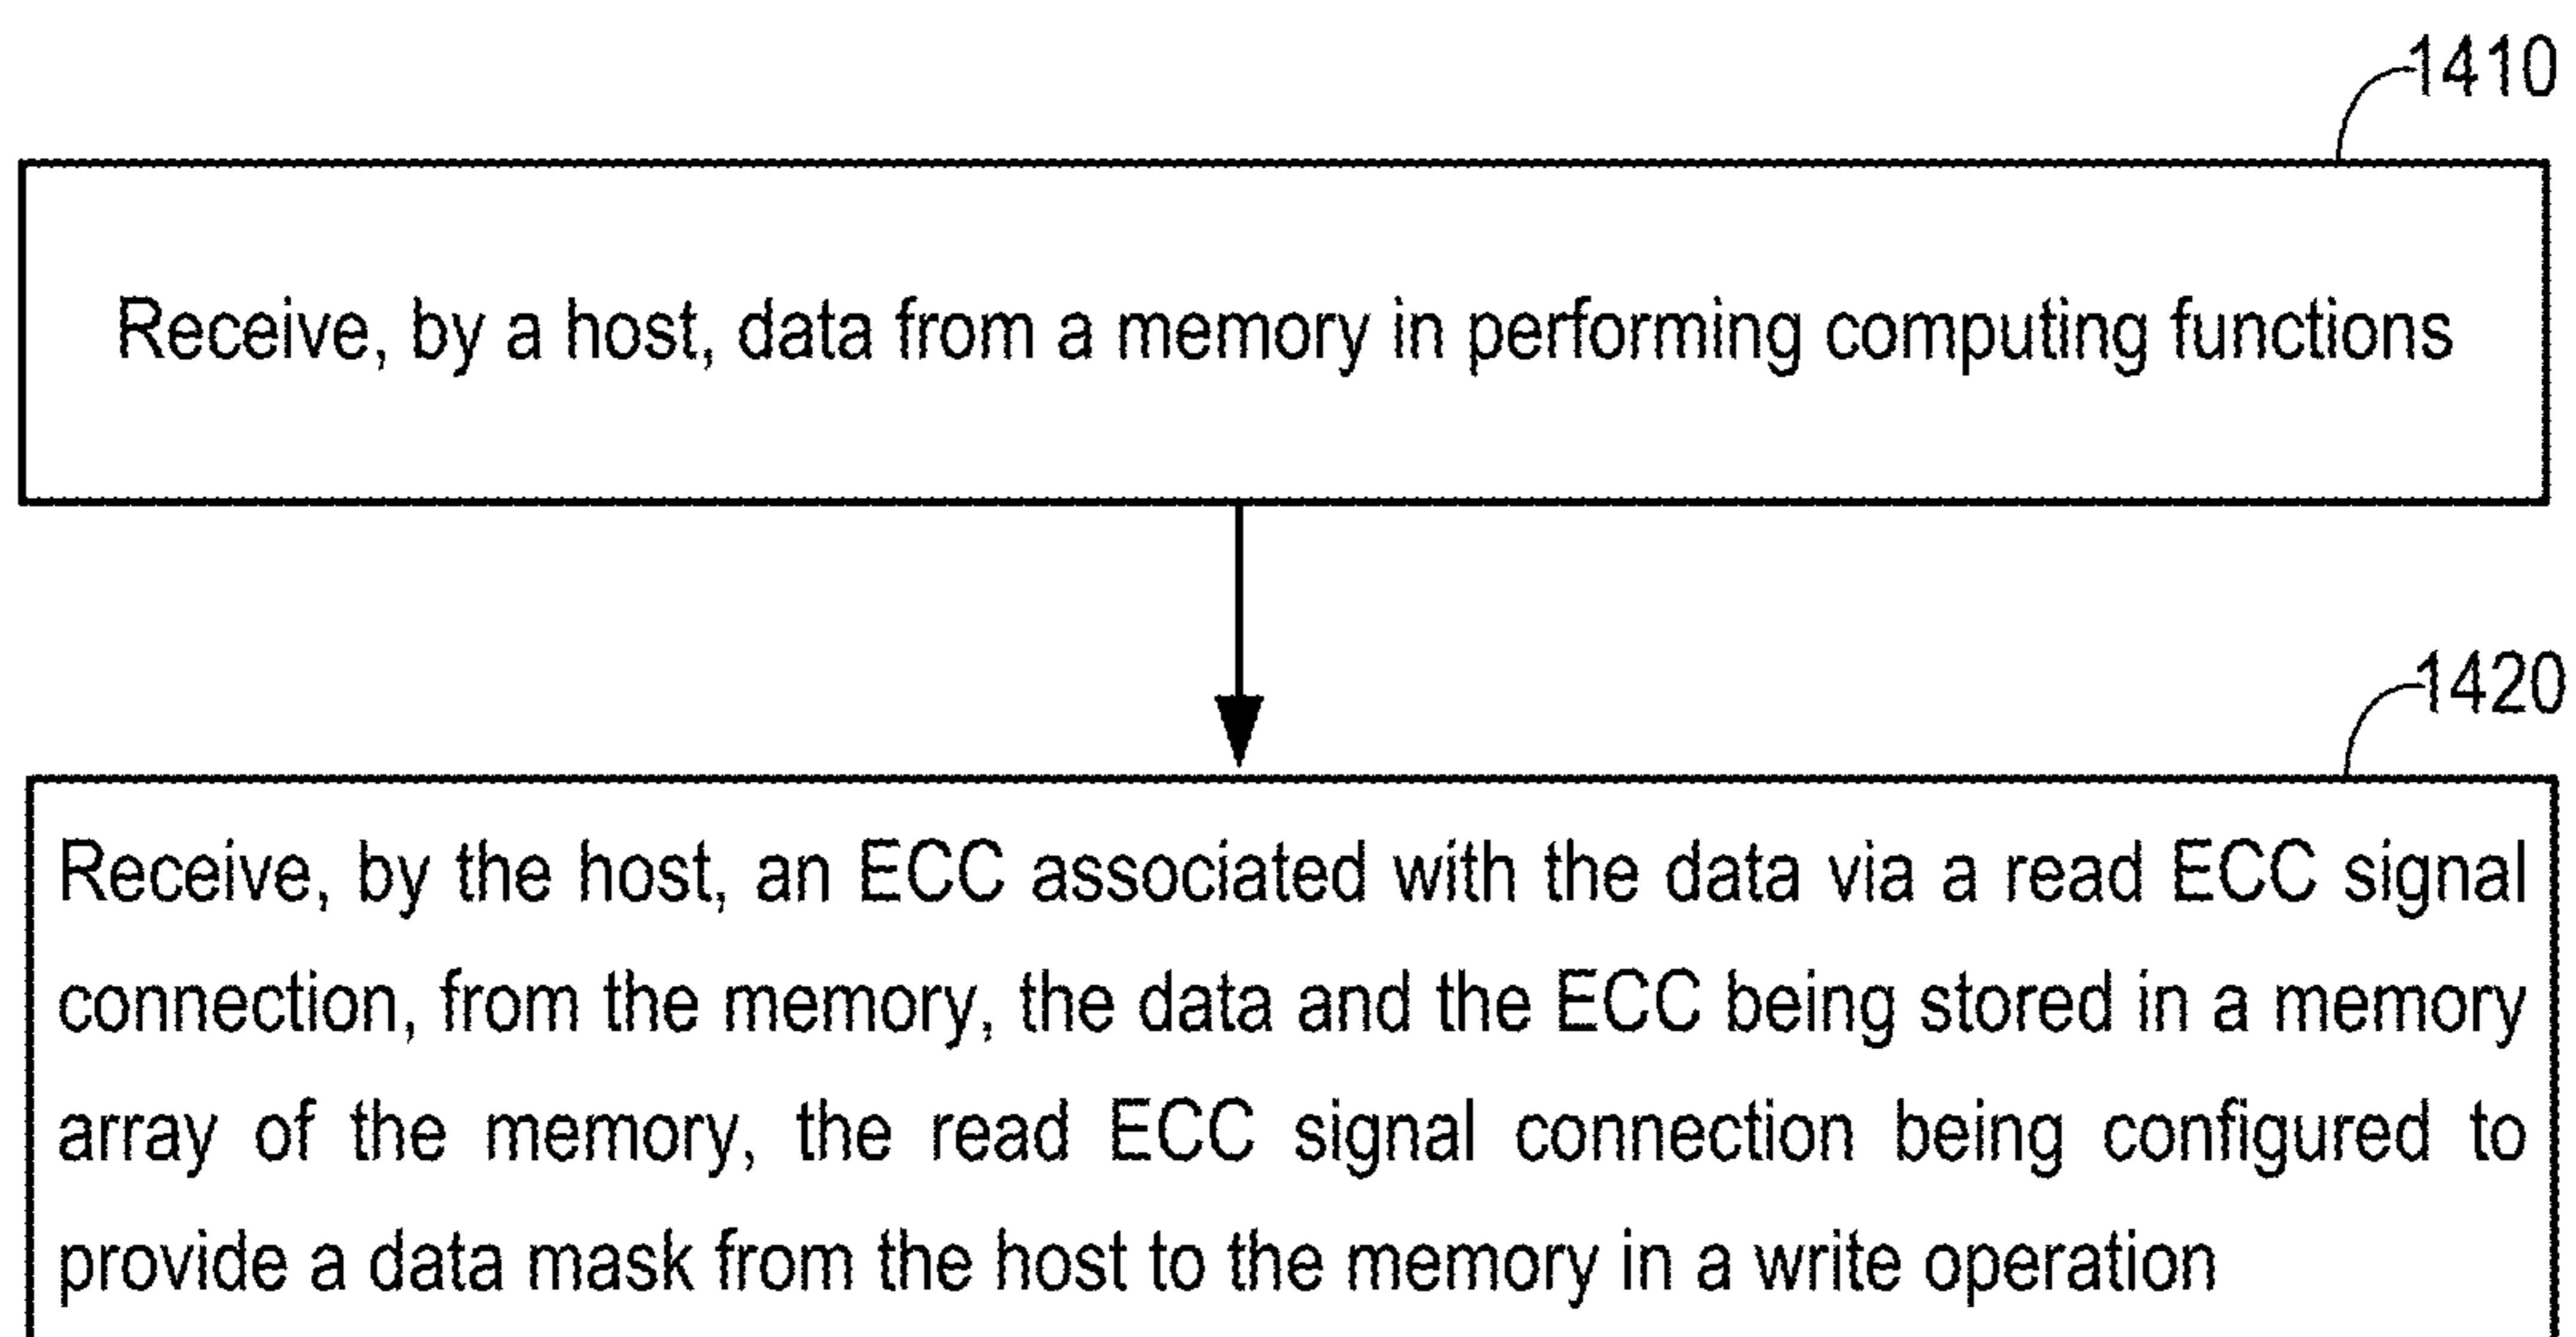 1410
Receive, by a host, data from a memory in performing computing functions
1420
Receive, by the host, an ECC associated with the data via a read ECC signal
connection, from the memory, the data and the ECC being stored in a memory
array of the memory, the read ECC signal connection being configured to
provide a data mask from the host to the memory in a write operation